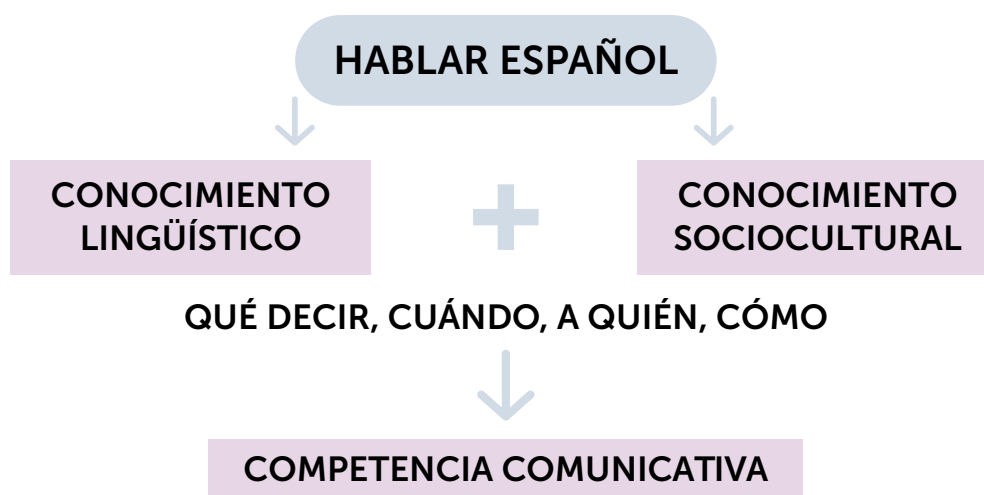 HABLAR ESPAÑOL
CONOCIMIENTO
LINGÜÍSTICO
CONOCIMIENTO
SOCIOCULTURAL
QUÉ DECIR, CUÁNDO, A QUIÉN, CÓMO
COMPETENCIA COMUNICATIVA